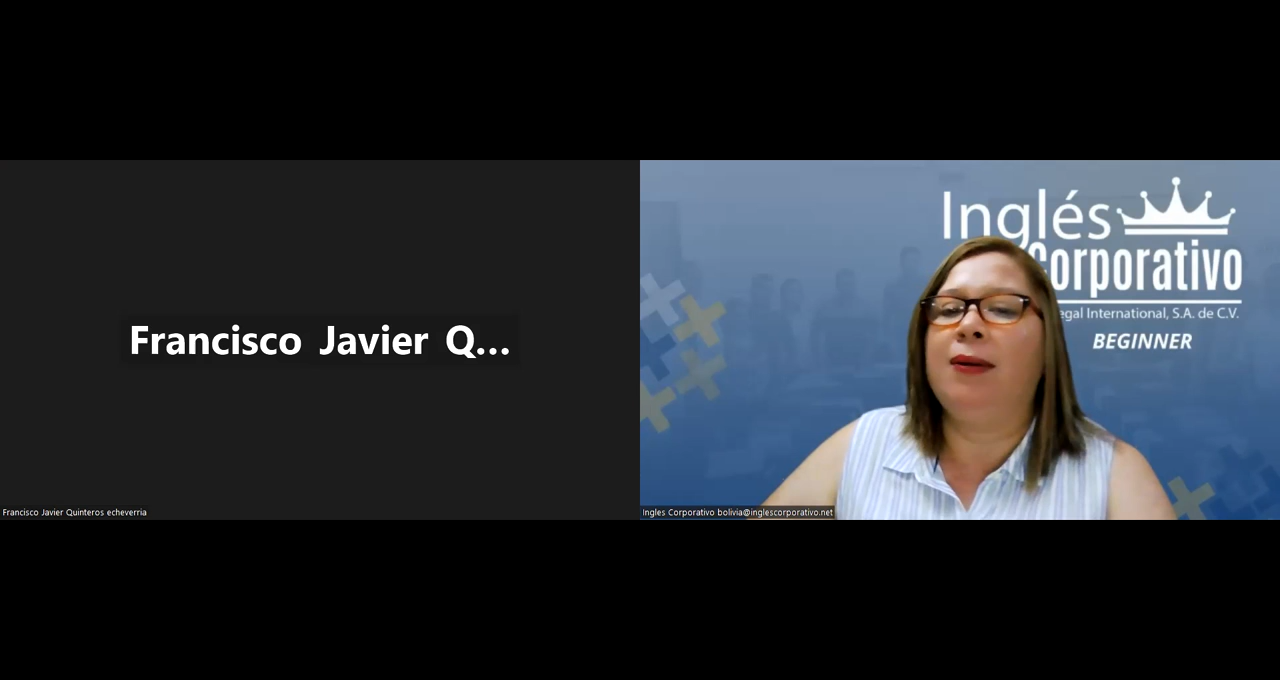 Francisco Javier Q...
Francisco Javier Quinteros echeverria
Inglés
Corporativo
egal International, S.A. de C.V.
BEGINNER
Ingles Corporativo bolivia@inglescorporativo.net